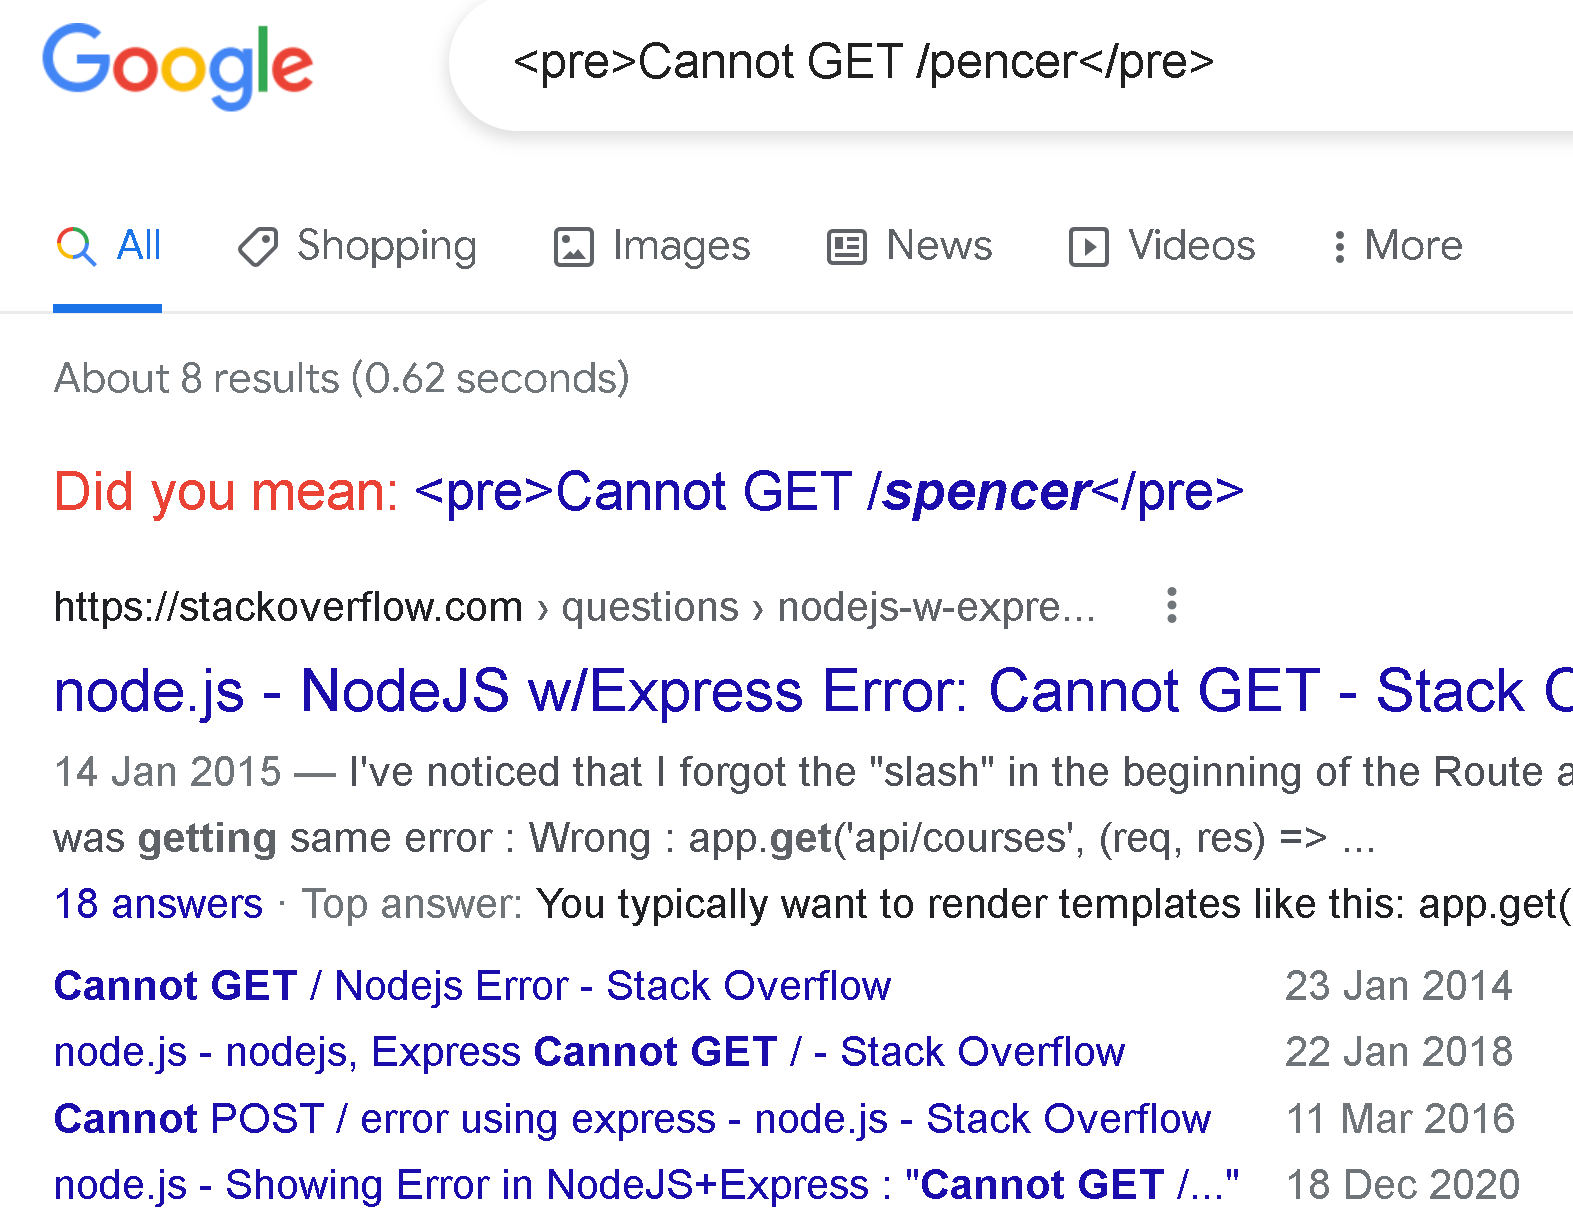 Google
<pre>Cannot GET /pencer</pre>
All Shopping Images News Videos More
About 8 results (0.62 seconds)
Did you mean: <pre>Cannot GET /spencer</pre>
https://stackoverflow.com › questions › nodejs-w-expre...
node.js - NodeJS w/Express Error: Cannot GET - Stack
14 Jan 2015 — I've noticed that I forgot the "slash" in the beginning of the Route
was getting same error : Wrong : app.get('api/courses', (req, res) => ...
18 answers · Top answer: You typically want to render templates like this: app.get(
Cannot GET / Nodejs Error - Stack Overflow 23 Jan 2014
node.js - nodejs, Express Cannot GET / - Stack Overflow 22 Jan 2018
Cannot POST / error using express - node.js - Stack Overflow 11 Mar 2016
node.js - Showing Error in NodeJS+Express : "Cannot GET /..." 18 Dec 2020